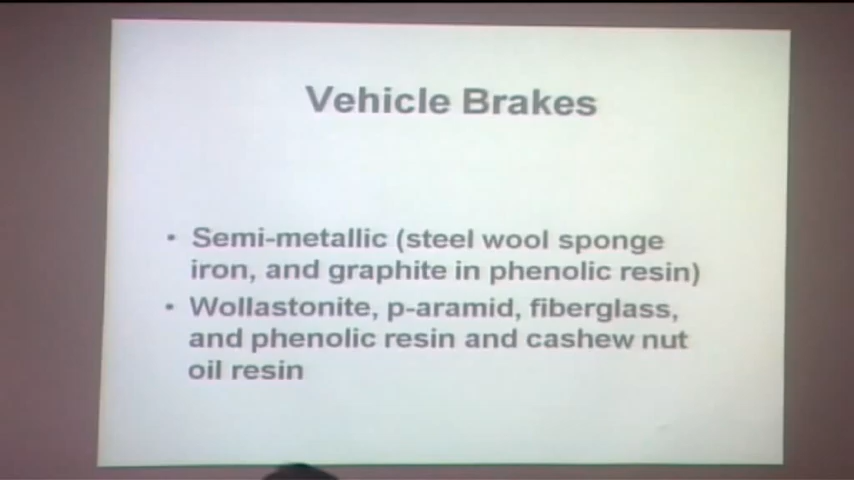 Vehicle Brakes
• Semi-metallic (steel wool sponge
iron, and graphite in phenolic resin)
• Wollastonite, p-aramid, fiberglass,
and phenolic resin and cashew nut
oil resin